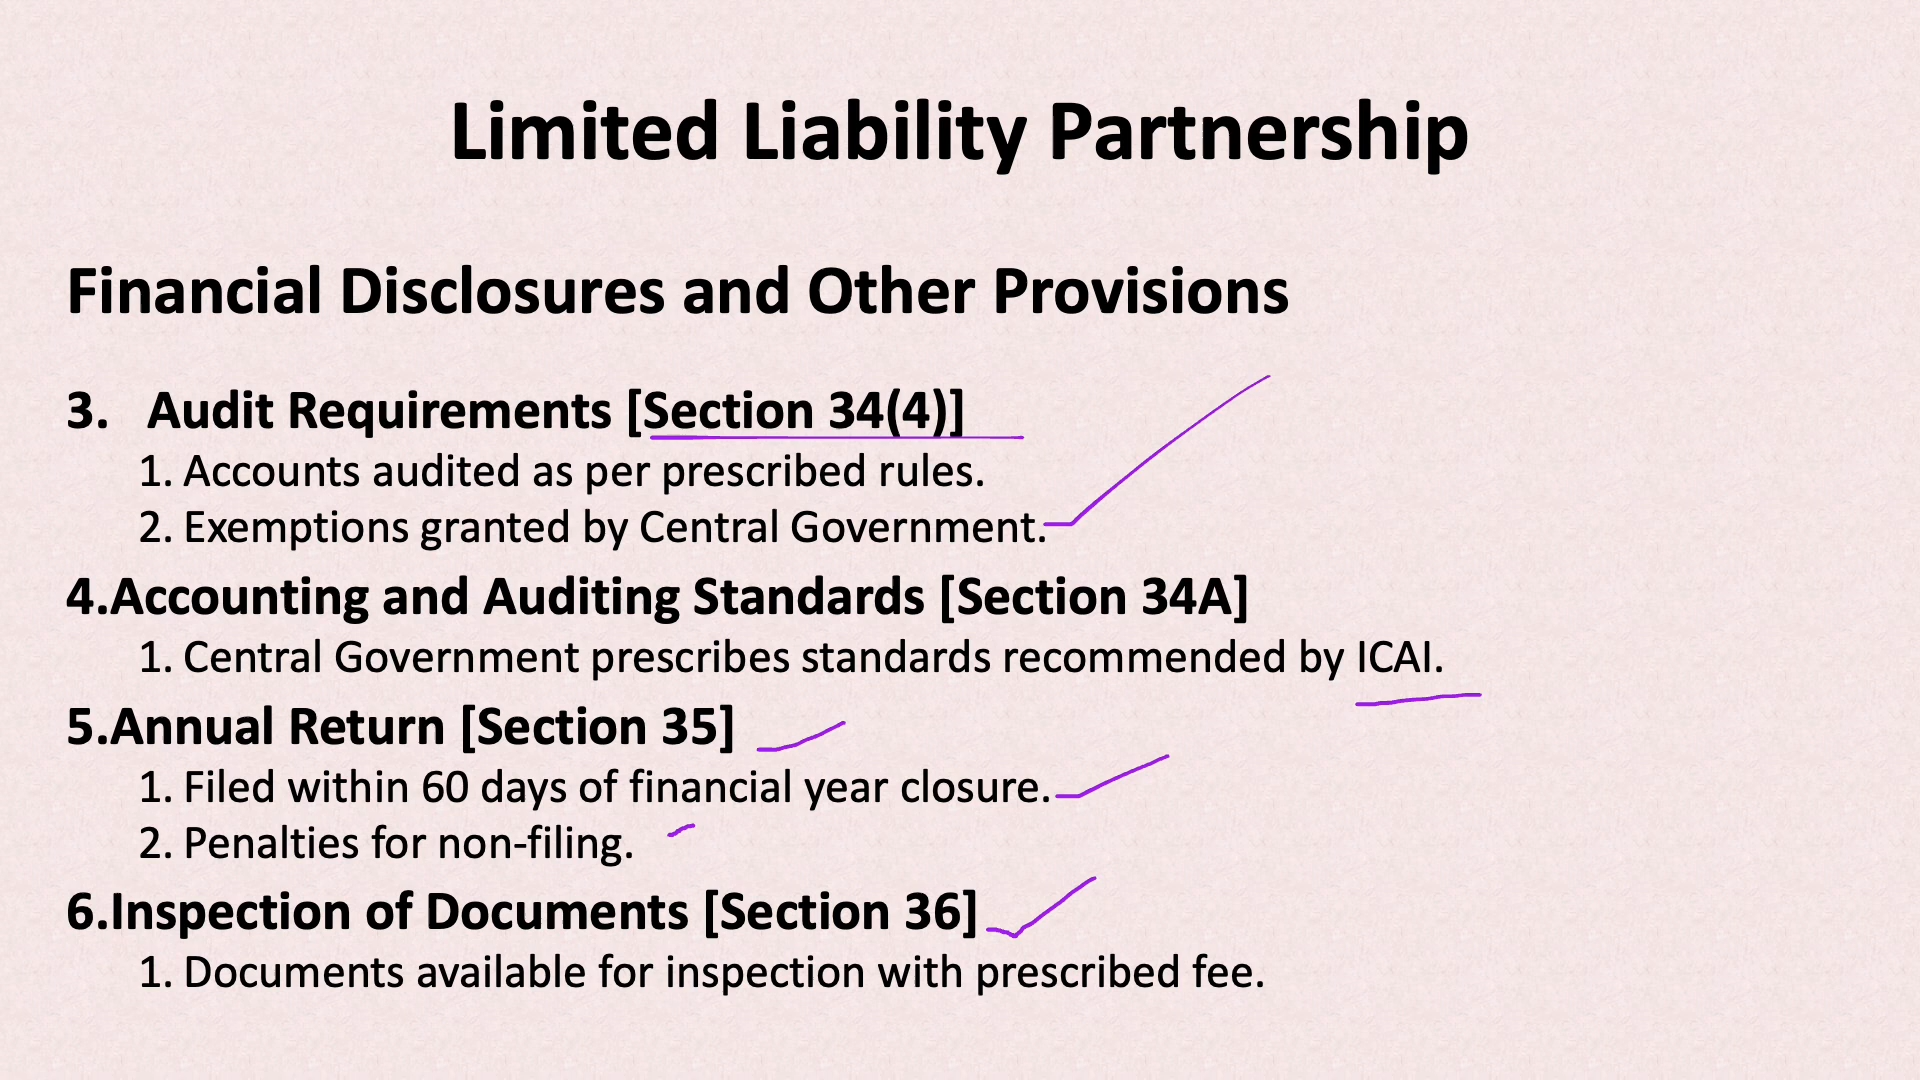 Limited Liability Partnership
Financial Disclosures and Other Provisions
3. Audit Requirements [Section 34(4)]
1. Accounts audited as per prescribed rules.
2. Exemptions granted by Central Government.
4.Accounting and Auditing Standards [Section 34A]
1. Central Government prescribes standards recommended by ICAI.
5.Annual Return [Section 35]
1. Filed within 60 days of financial year closure.
2. Penalties for non-filing.
6.Inspection of Documents [Section 36]
1. Documents available for inspection with prescribed fee.